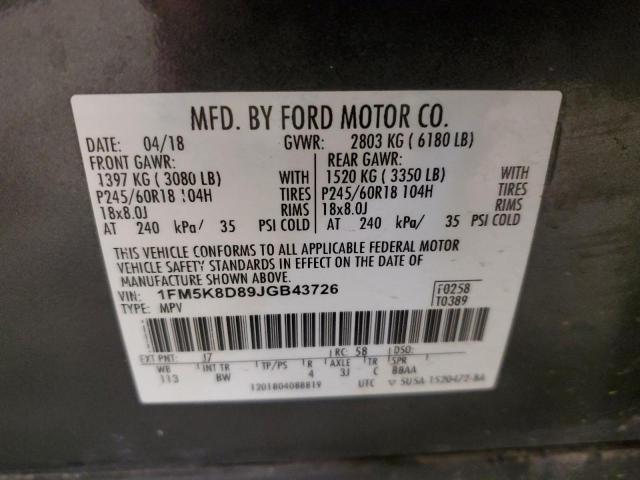 MFD. BY FORD MOTOR CO.
DATE: 04/18 GVWR: 2803 KG ( 6180 LB)
FRONT GAWR: REAR GAWR:
1397 KG ( 3080 LB) WITH 1520 KG ( 3350 LB) WITH
P245/60R18 104H TIRES P245/60R18 104H TIRES
18x8.0J RIMS 18x8.0J RIMS
AT 240 kPa/ 35 PSI COLD AT 240 kPa/ 35 PSI COLD
THIS VEHICLE CONFORMS TO ALL APPLICABLE FEDERAL MOTOR
VEHICLE SAFETY STANDARDS IN EFFECT ON THE DATE OF
MANUFACTURE SHOWN ABOVE.
VIN: 1FM5K8D89JGB43726 F0258
TYPE: MPV T0389
EXT PNT: J7 RC: 58 DSO:
WB INT TR TP/PS R AXLE TR SPR
113 BW 4 3J C BBAA
1201804088819 UTC 5USA-1520472-BA